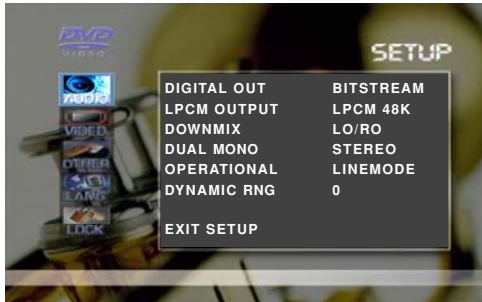 DVD
VIDEO
SETUP
AUDIO
VIDEO
OTHER
LANG
LOCK
DIGITAL OUT BITSTREAM
LPCM OUTPUT LPCM 48K
DOWNMIX LO/RO
DUAL MONO STEREO
OPERATIONAL LINEMODE
DYNAMIC RNG 0
EXIT SETUP